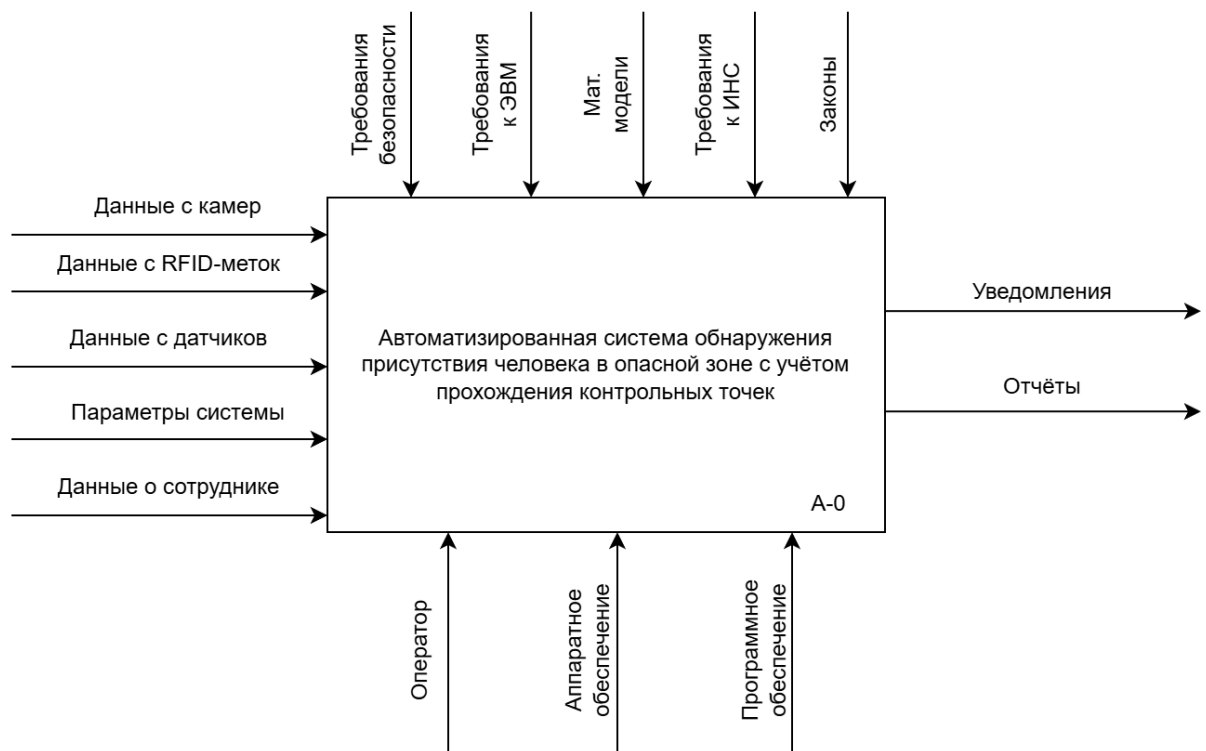 Требования
безопасности
Требования
к ЭВМ
Мат.
модели
Требования
к ИНС
Законы
Данные с камер
Данные с RFID-меток
Данные с датчиков
Параметры системы
Данные о сотруднике
Автоматизированная система обнаружения
присутствия человека в опасной зоне с учётом
прохождения контрольных точек
А-0
Уведомления
Отчёты
Оператор
Аппаратное
обеспечение
Программное
обеспечение